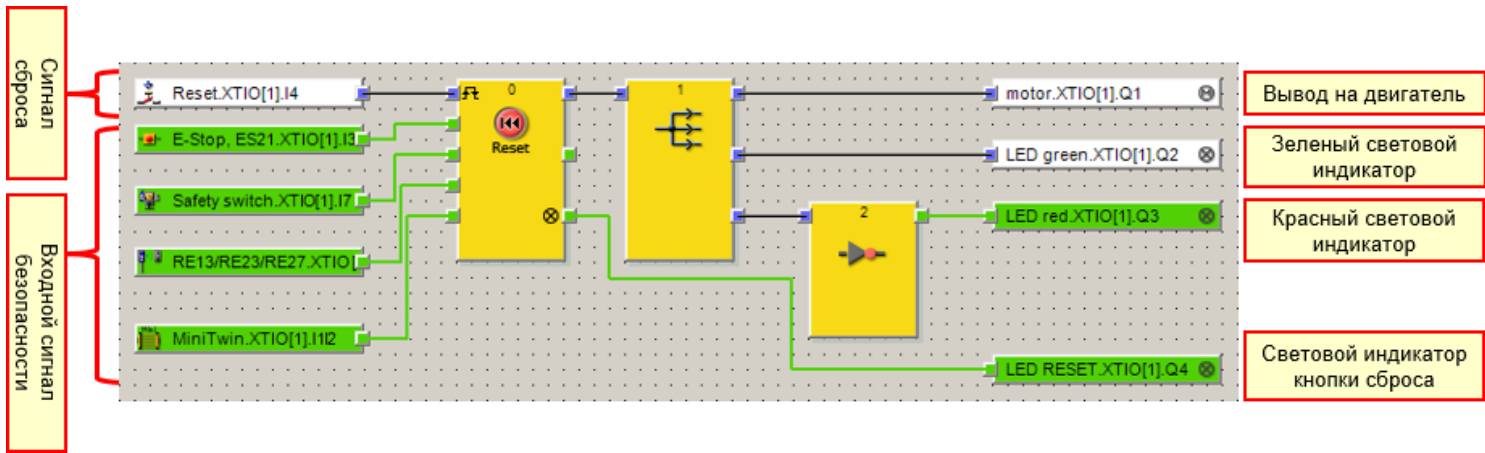 Сигнал
сброса
Входной сигнал
безопасности
Reset.XTIO[1].I4
E-Stop, ES21.XTIO[1].I3
Safety switch.XTIO[1].I7
RE13/RE23/RE27.XTIO[
MiniTwin.XTIO[1].I1I2
0
Reset
1
2
motor.XTIO[1].Q1
LED green.XTIO[1].Q2
LED red.XTIO[1].Q3
LED RESET.XTIO[1].Q4
Вывод на двигатель
Зеленый световой
индикатор
Красный световой
индикатор
Световой индикатор
кнопки сброса